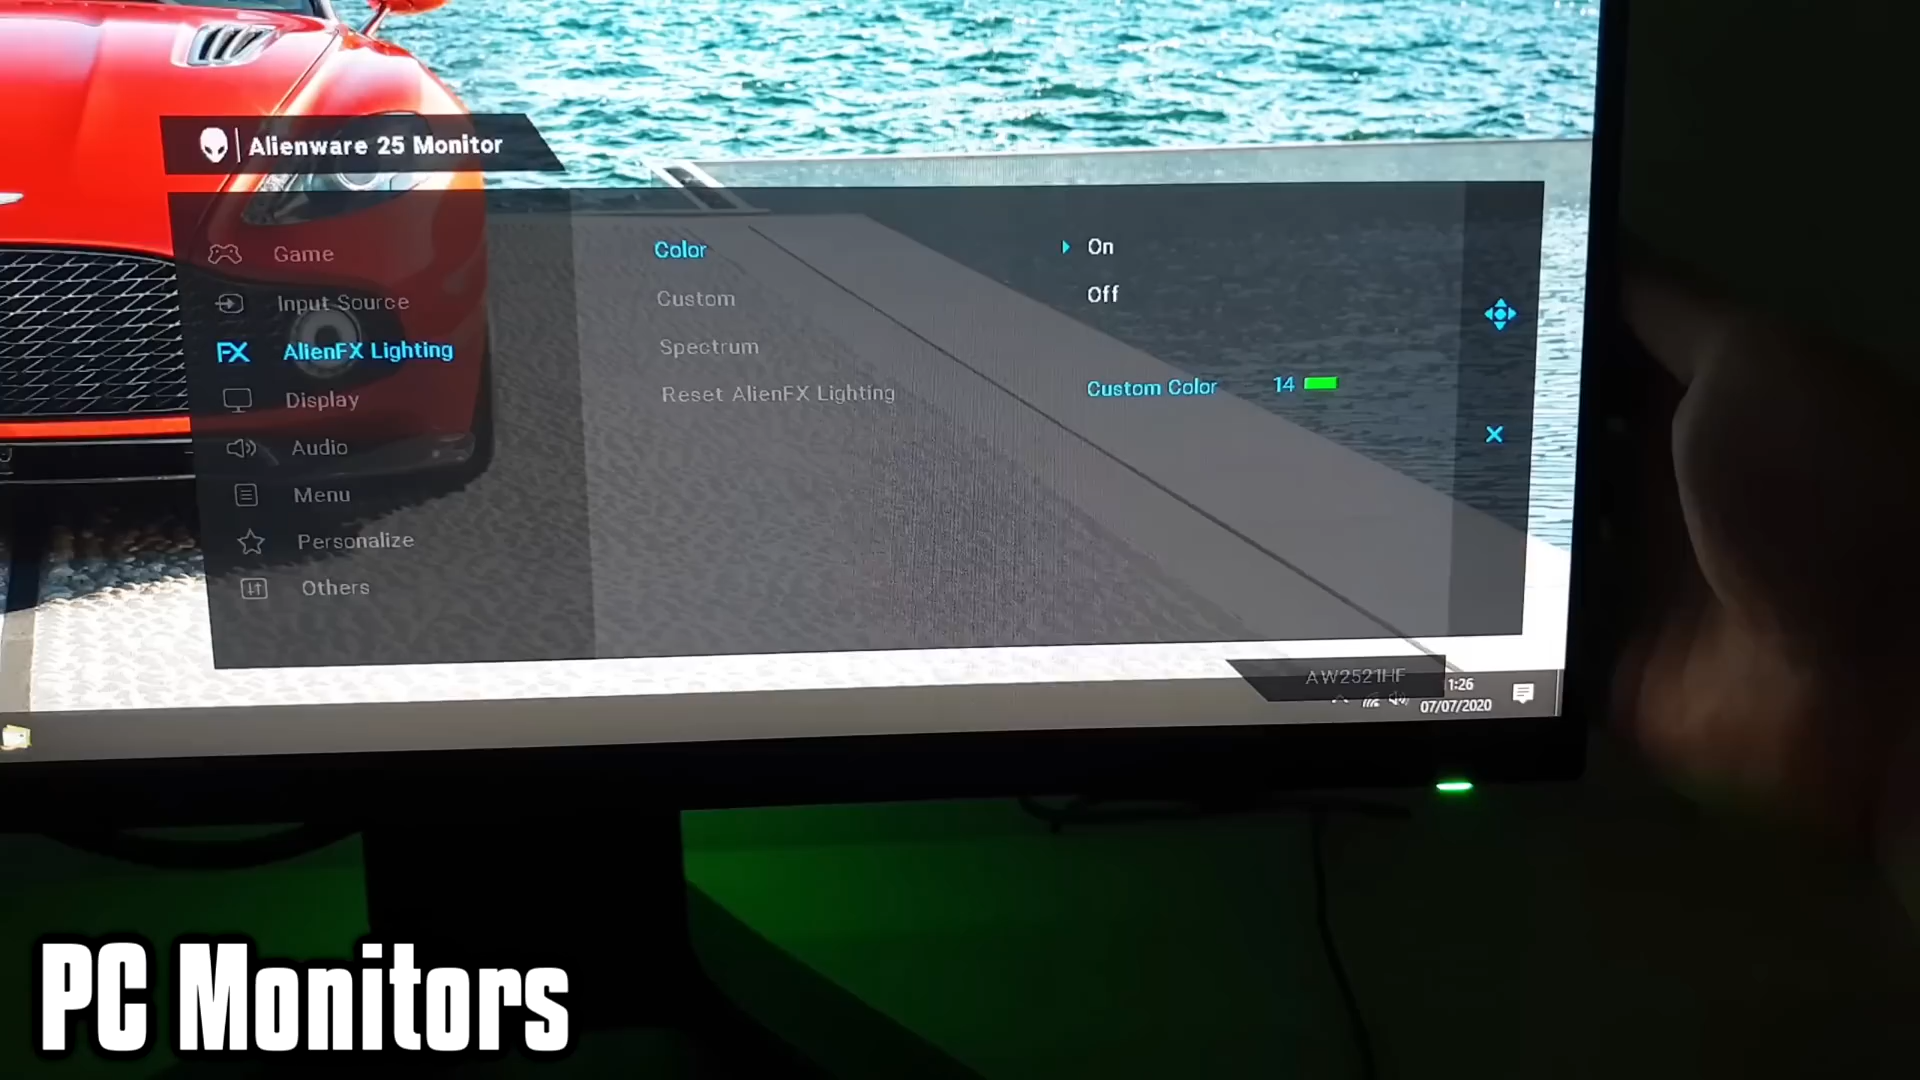 Alienware 25 Monitor
Game
Input Source
FX AlienFX Lighting
Display
Audio
Menu
Personalize
Others
Color
Custom
Spectrum
Reset AlienFX Lighting
On
Off
Custom Color 14
AW2521HF
1:26
07/07/2020
PC Monitors